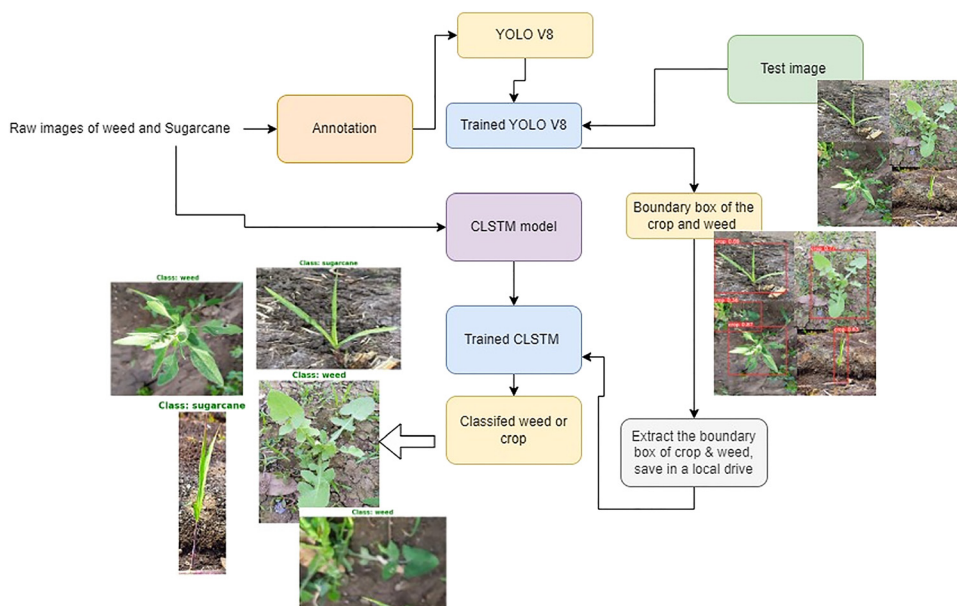 YOLO V8
Test image
Raw images of weed and Sugarcane
Annotation
Trained YOLO V8
Boundary box of the
crop and weed
CLSTM model
Class: weed
Class: sugarcane
Trained CLSTM
Class: weed
Class: sugarcane
Classifed weed or
crop
Extract the boundary
box of crop & weed,
save in a local drive
Class: weed